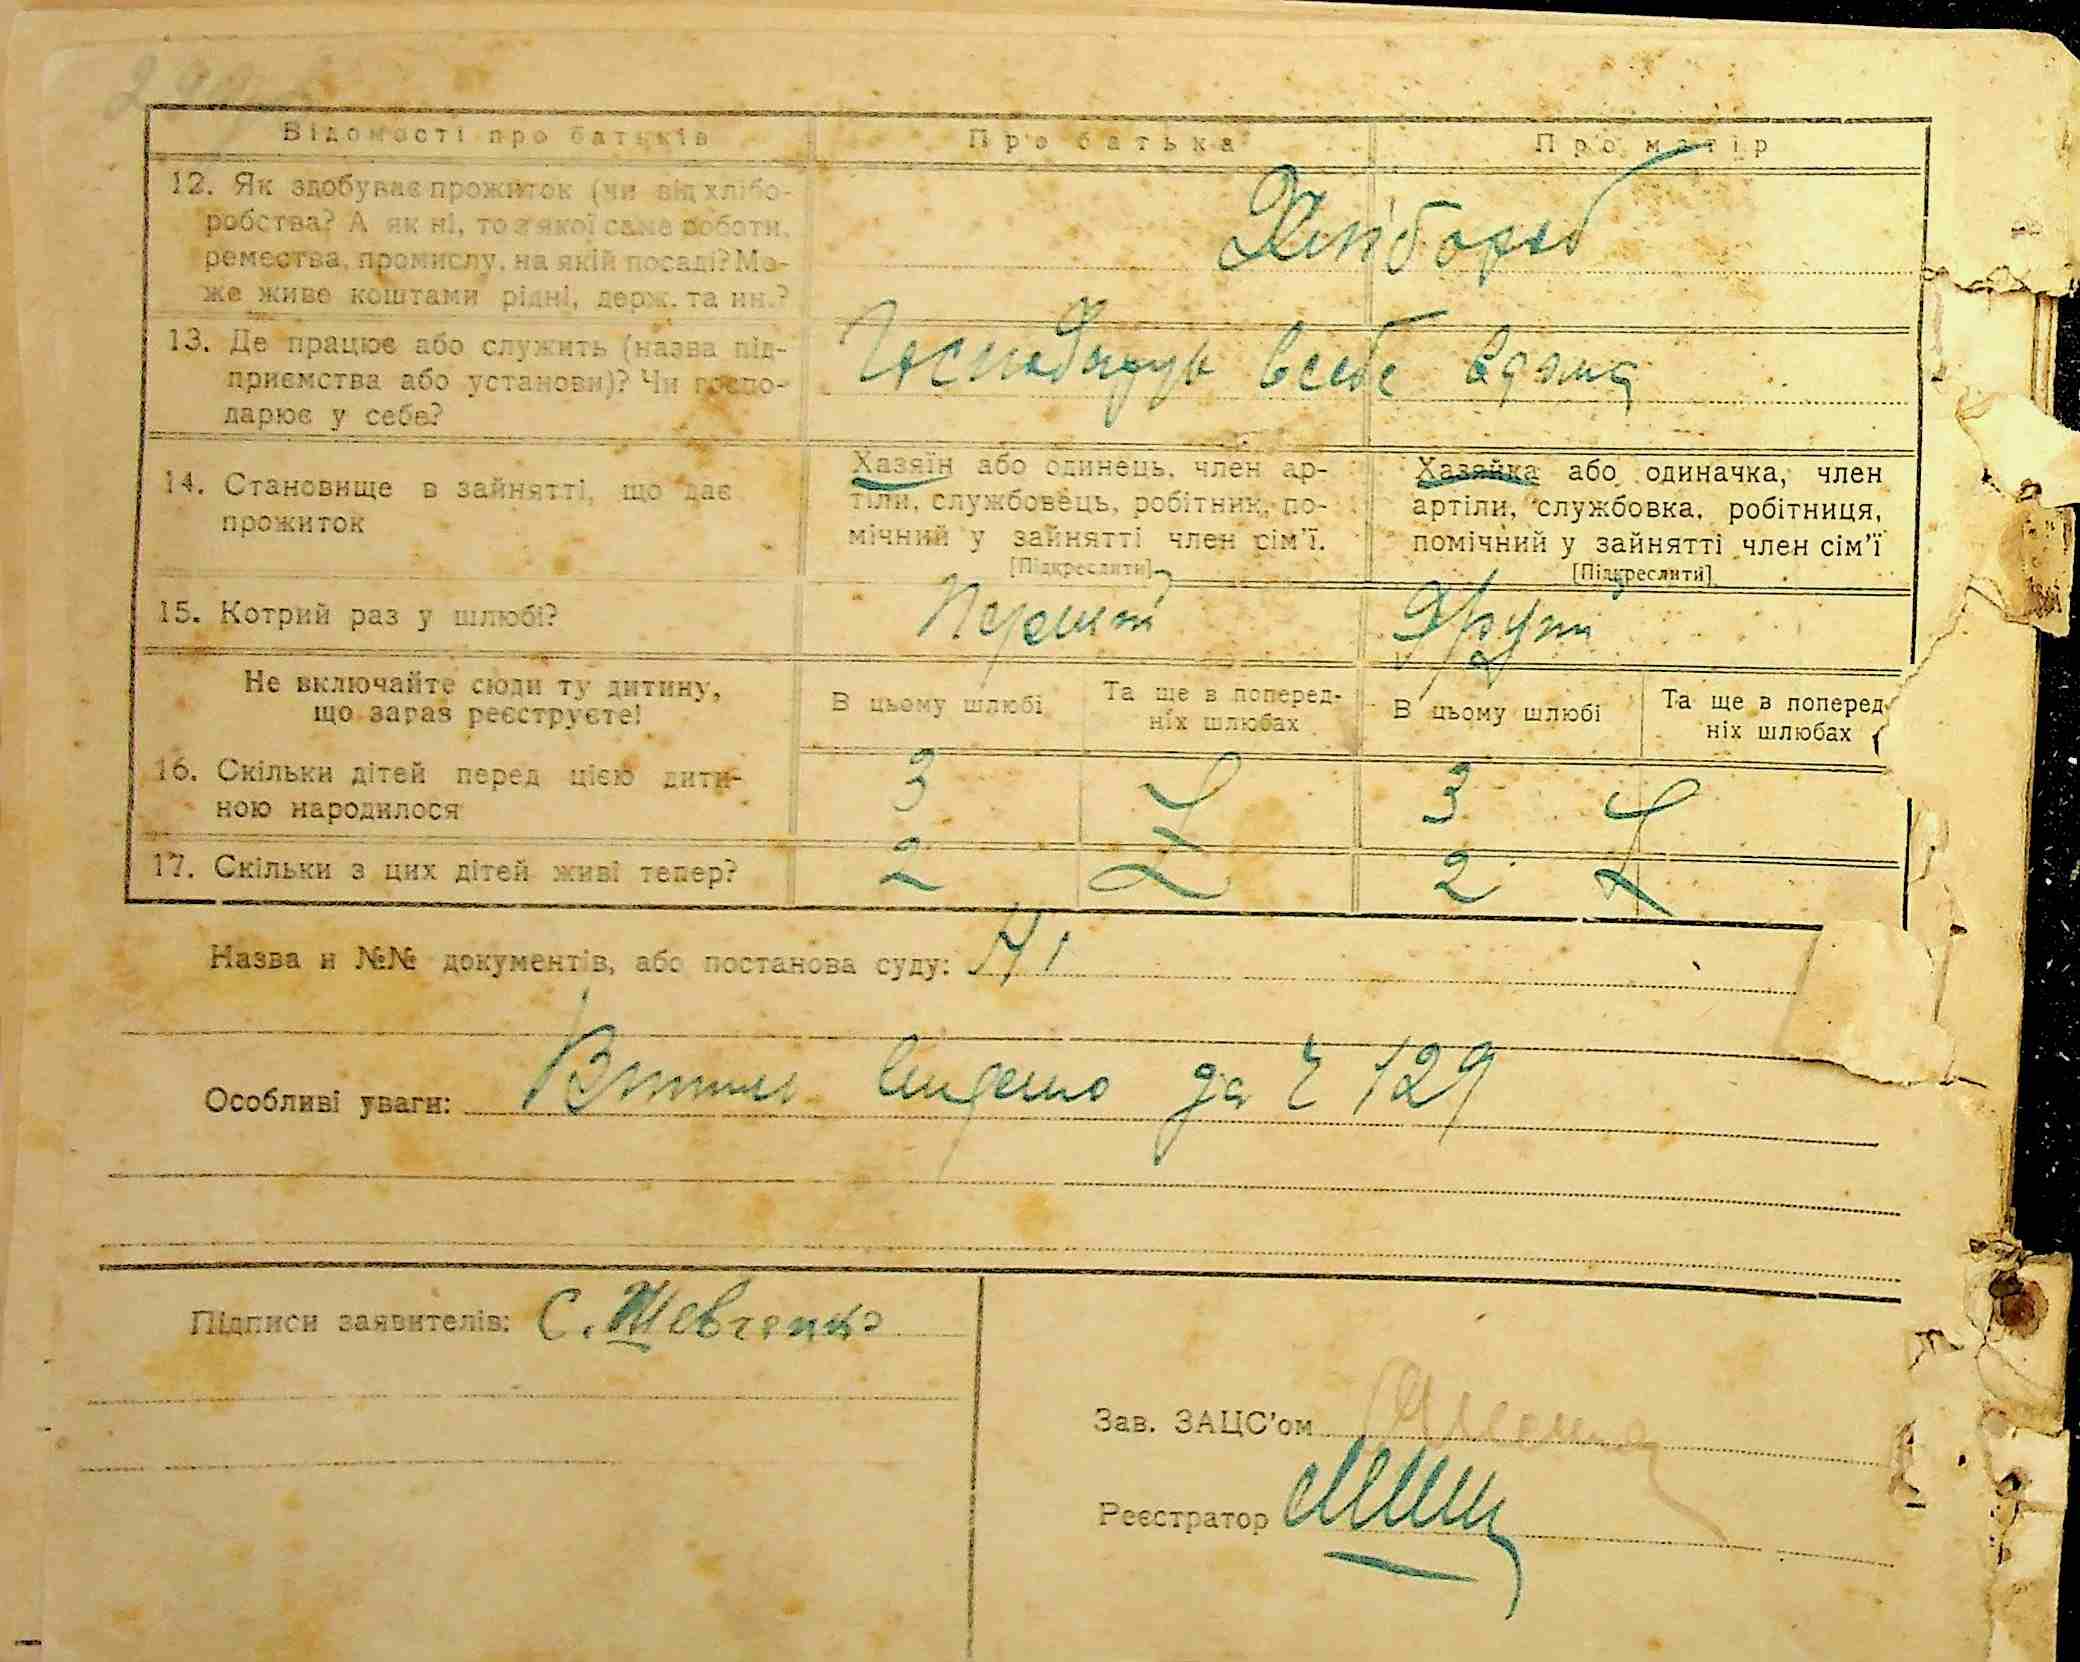 Відомості про батьків Про батька Про матір
12. Як здобуває прожиток (чи від хлібо-
робства? А як ні, то з якої саме роботи,
ремества, промислу, на якій посаді? Мо-
же живе коштами рідні, держ. та ин.?
Хлібороб
13. Де працює або служить (назва під-
приємства або установи)? Чи госпо-
дарює у себе?
всебе вдома
14. Становище в зайнятті, що дає
прожиток
Хазяїн або одинець, член ар-
тіли, службовець, робітник, по-
мічний у зайнятті член сім'ї.
[Підкреслити]
Хазяйка або одиначка, член
артіли, службовка, робітниця,
помічний у зайнятті член сім'ї
[Підкреслити]
15. Котрий раз у шлюбі? Перший Другий
Не включайте сюди ту дитину,
що зараз реєструєте!
В цьому шлюбі
Та ще в поперед-
ніх шлюбах
В цьому шлюбі
Та ще в поперед-
ніх шлюбах
16. Скільки дітей перед цією дити-
ною народилося
3 3
17. Скільки з цих дітей живі тепер? 2 2
Назва и №№ документів, або постанова суду: Ні
Особливі уваги: видано за Ч 129
Підписи заявителів: С. Шевченко
Зав. ЗАЦС'ом
Реєстратор